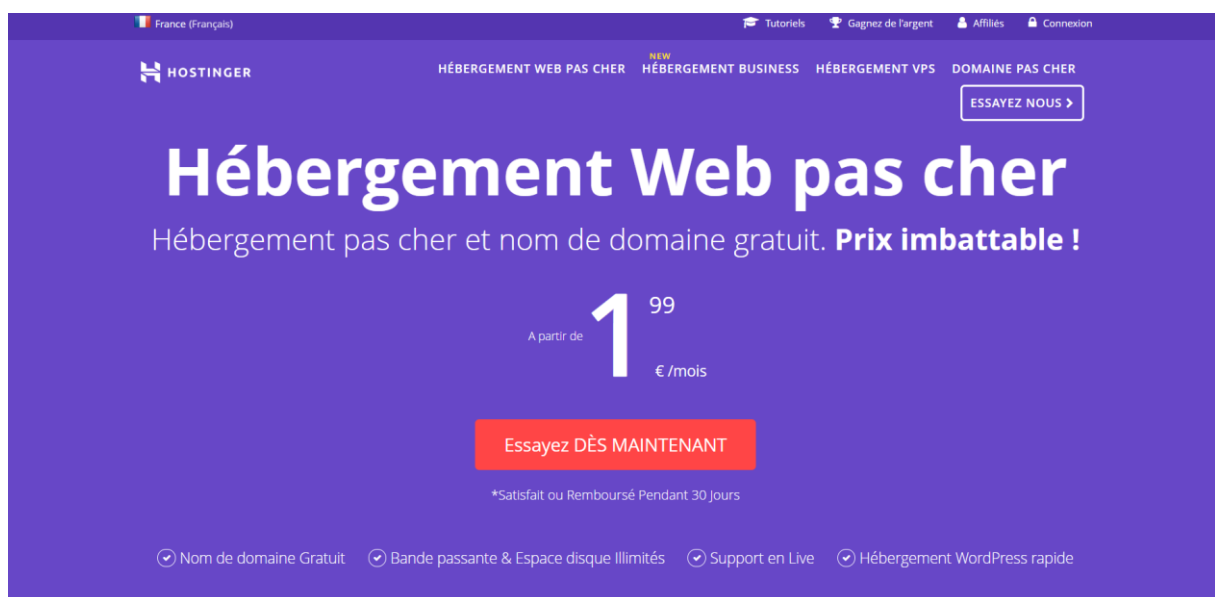 France (Français)
Tutoriels
Gagnez de l'argent
Affiliés
Connexion
HOSTINGER
HÉBERGEMENT WEB PAS CHER
NEW
HÉBERGEMENT BUSINESS
HÉBERGEMENT VPS
DOMAINE PAS CHER
ESSAYEZ NOUS
Hébergement Web pas cher
Hébergement pas cher et nom de domaine gratuit. Prix imbattable !
A partir de 1 99
€ /mois
Essayez DÈS MAINTENANT
*Satisfait ou Remboursé Pendant 30 Jours
Nom de domaine Gratuit
Bande passante & Espace disque Illimités
Support en Live
Hébergement WordPress rapide